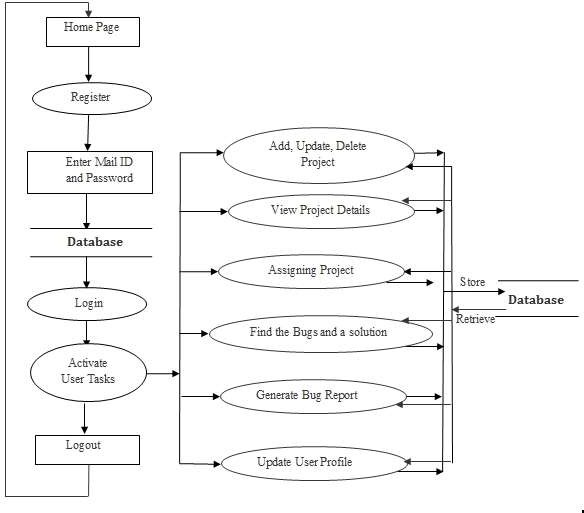 Home Page
Register
Enter Mail ID
and Password
Database
Login
Activate
User Tasks
Logout
Add, Update, Delete
Project
View Project Details
Assigning Project
Find the Bugs and a solution
Generate Bug Report
Update User Profile
Store
Database
Retrieve